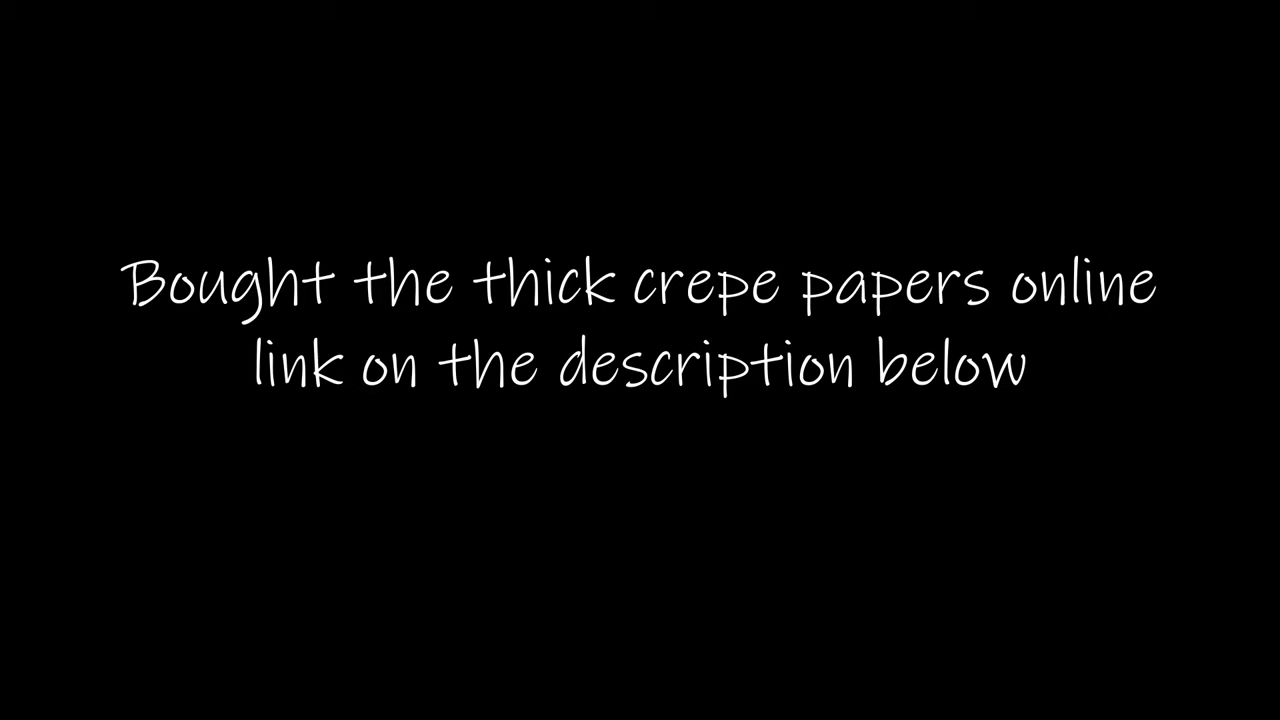 Bought the thick crepe papers online
link on the description below